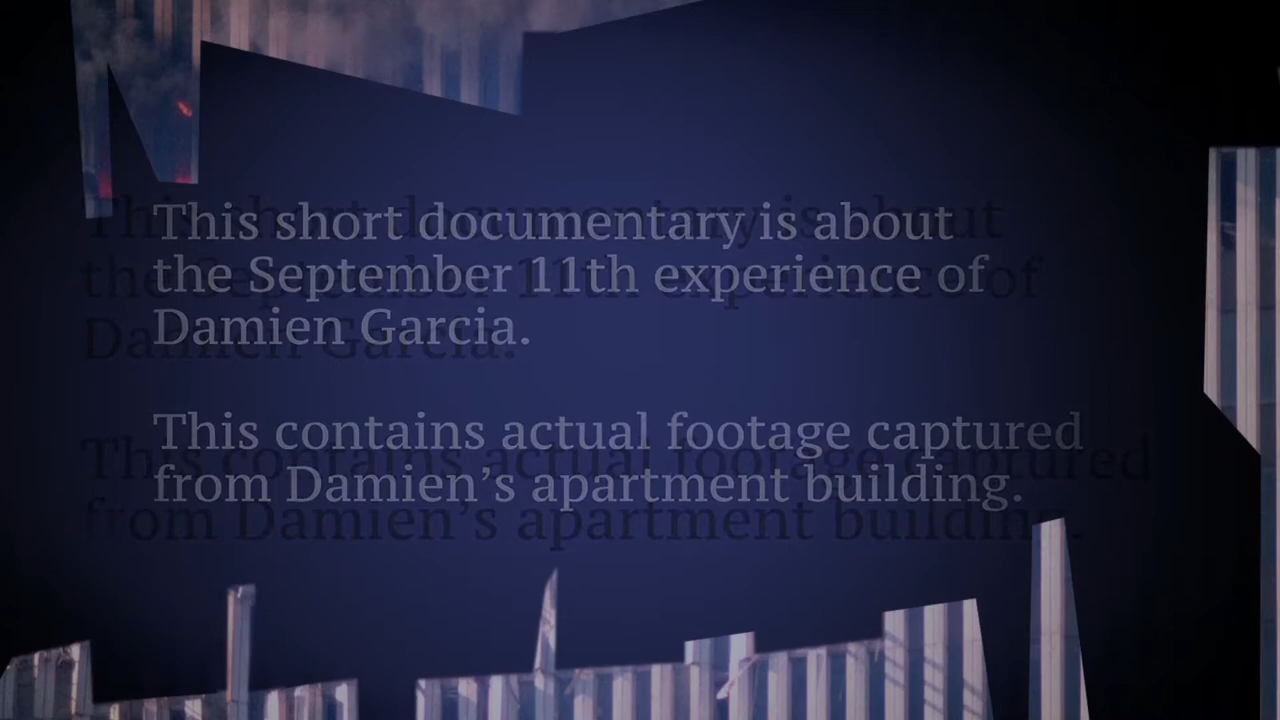 This short documentary is about
the September 11th experience of
Damien Garcia.
This contains actual footage captured
from Damien’s apartment building.